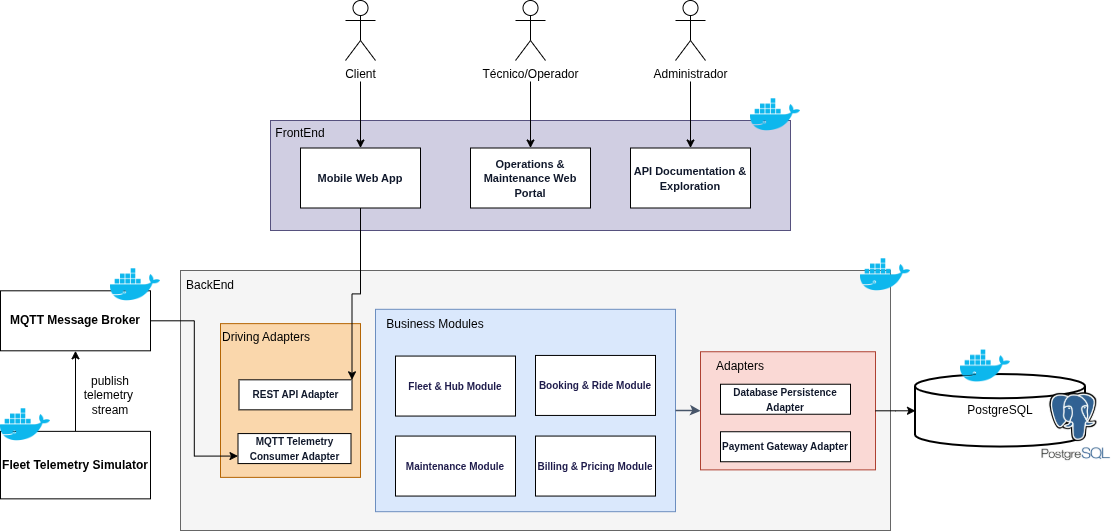 Client
Técnico/Operador
Administrador
FrontEnd
Mobile Web App
Operations &
Maintenance Web
Portal
API Documentation &
Exploration
BackEnd
MQTT Message Broker
publish
telemetry
stream
Fleet Telemetry Simulator
Driving Adapters
REST API Adapter
MQTT Telemetry
Consumer Adapter
Business Modules
Fleet & Hub Module
Booking & Ride Module
Maintenance Module
Billing & Pricing Module
Adapters
Database Persistence
Adapter
Payment Gateway Adapter
PostgreSQL
PostgreSQL